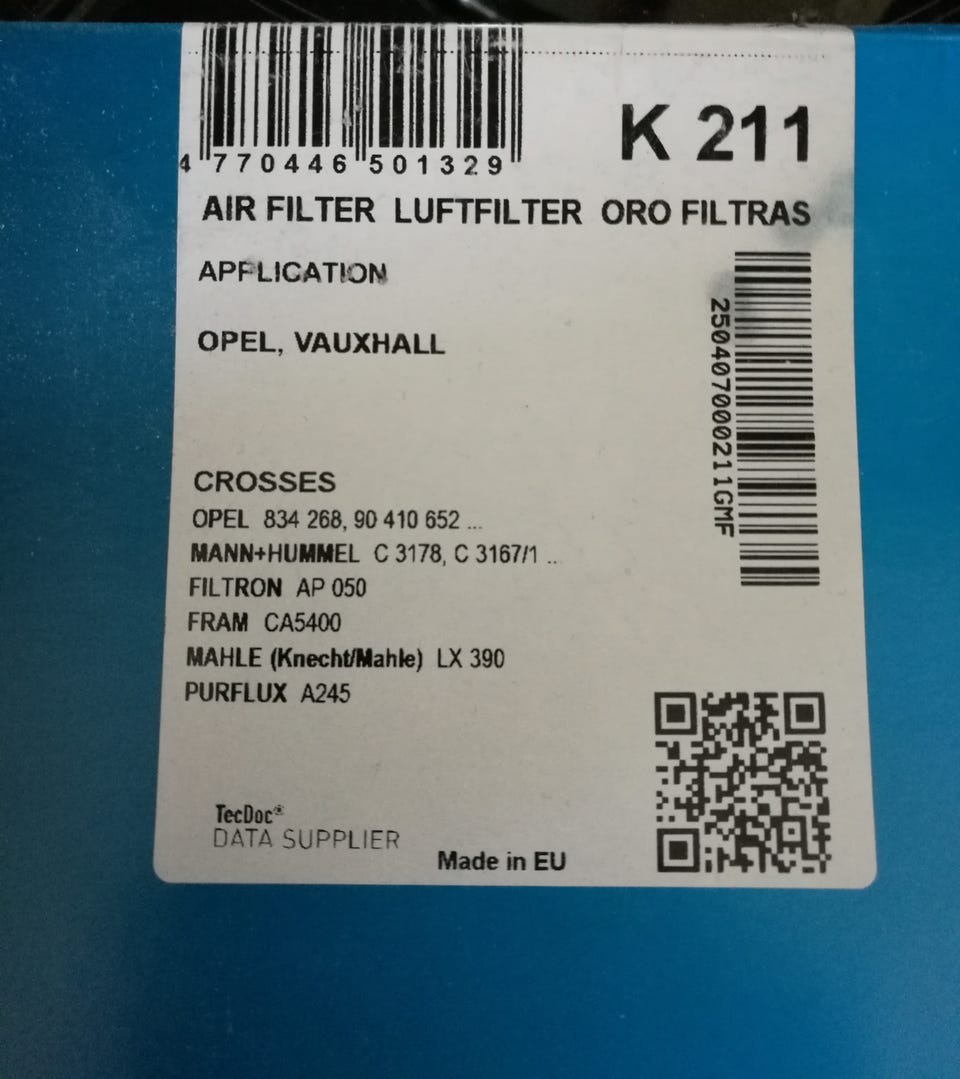 K 211
4 770446 501329
AIR FILTER LUFTFILTER ORO FILTRAS
APPLICATION
OPEL, VAUXHALL
250407000211GMF
CROSSES
OPEL 834 268, 90 410 652 ...
MANN+HUMMEL C 3178, C 3167/1 ..
FILTRON AP 050
FRAM CA5400
MAHLE (Knecht/Mahle) LX 390
PURFLUX A245
TecDoc®
DATA SUPPLIER
Made in EU